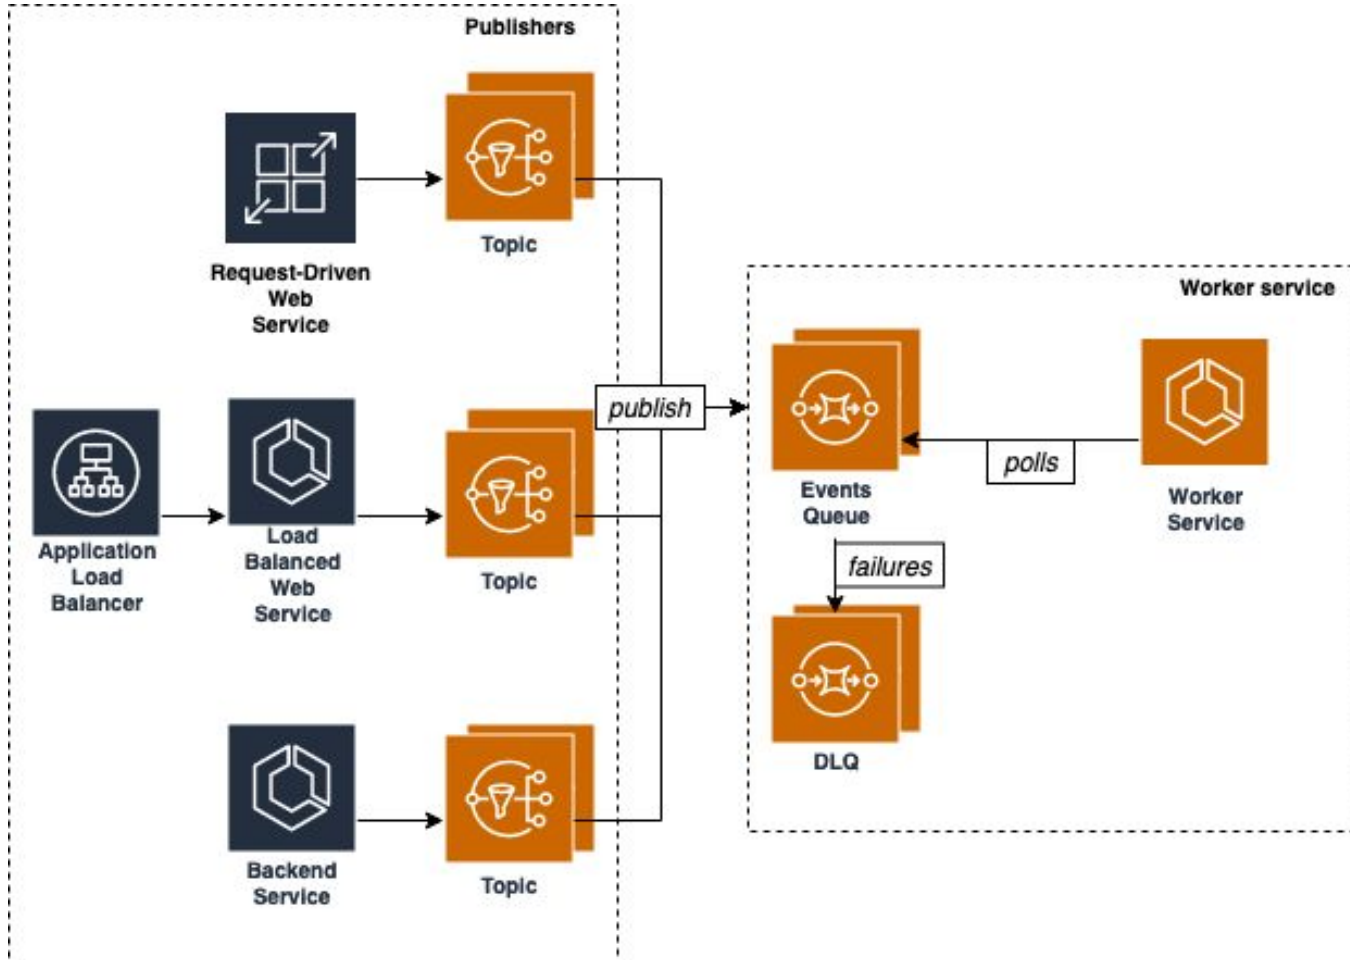 Publishers
Topic
Request-Driven
Web
Service
Worker service
publish
polls
Events
Queue
Worker
Service
Application
Load
Balancer
Load
Balanced
Web
Service
Topic
failures
DLQ
Backend
Service
Topic